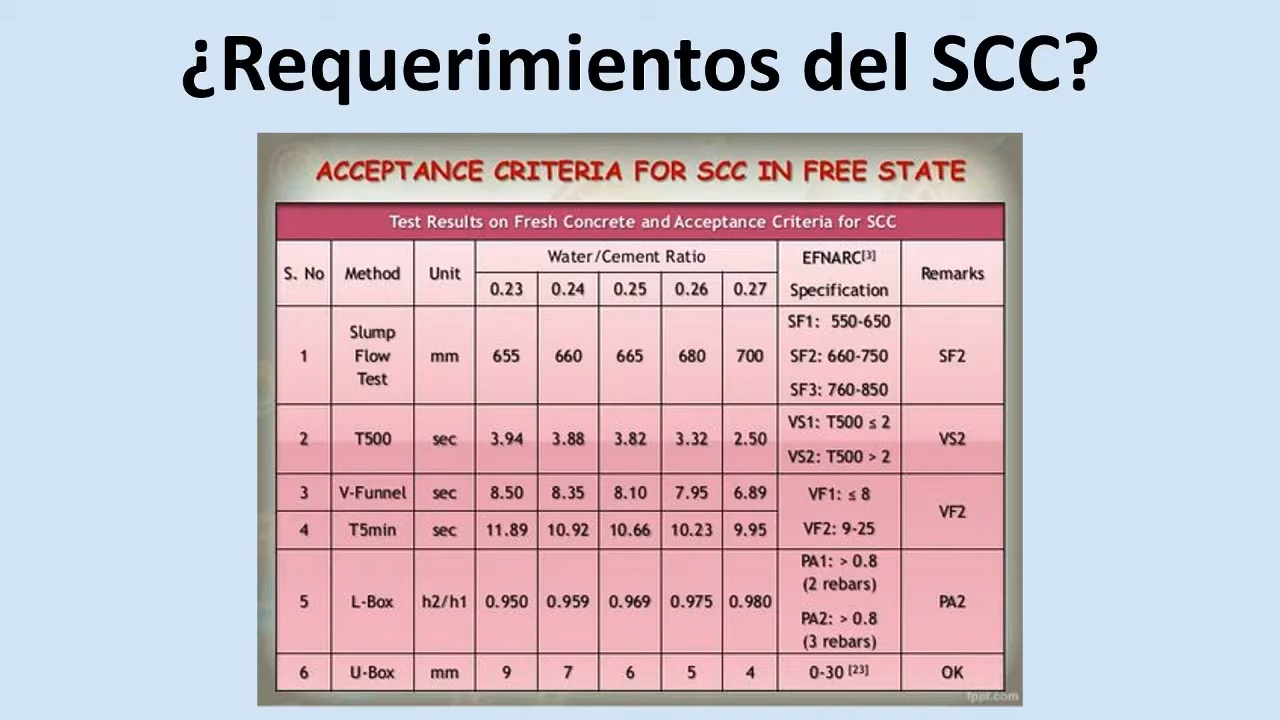 ¿Requerimientos del SCC?
ACCEPTANCE CRITERIA FOR SCC IN FREE STATE
Test Results on Fresh Concrete and Acceptance Criteria for SCC
S. No Method Unit Water/Cement Ratio EFNARC[3] Specification Remarks
0.23 0.24 0.25 0.26 0.27
1 Slump Flow Test mm 655 660 665 680 700 SF1: 550-650 SF2: 660-750 SF3: 760-850 SF2
2 T500 sec 3.94 3.88 3.82 3.32 2.50 VS1: T500 ≤ 2 VS2: T500 > 2 VS2
3 V-Funnel sec 8.50 8.35 8.10 7.95 6.89 VF1: ≤ 8 VF2
4 T5min sec 11.89 10.92 10.66 10.23 9.95 VF2: 9-25
5 L-Box h2/h1 0.950 0.959 0.969 0.975 0.980 PA1: > 0.8 (2 rebars) PA2: > 0.8 (3 rebars) PA2
6 U-Box mm 9 7 6 5 4 0-30 [23] OK
fppt.com